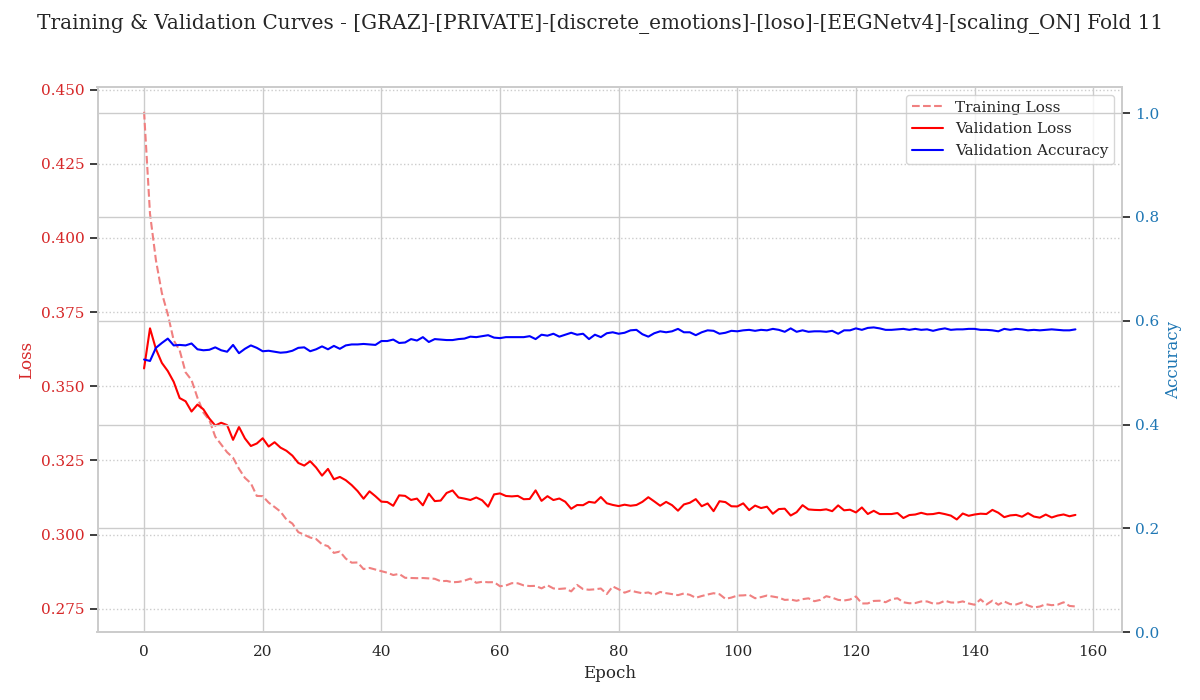 Training & Validation Curves - [GRAZ]-[PRIVATE]-[discrete_emotions]-[loso]-[EEGNetv4]-[scaling_ON] Fold 11
Training Loss
Validation Loss
Validation Accuracy
0.450
0.425
0.400
0.375
0.350
0.325
0.300
0.275
Loss
1.0
0.8
0.6
0.4
0.2
0.0
Accuracy
0 20 40 60 80 100 120 140 160
Epoch